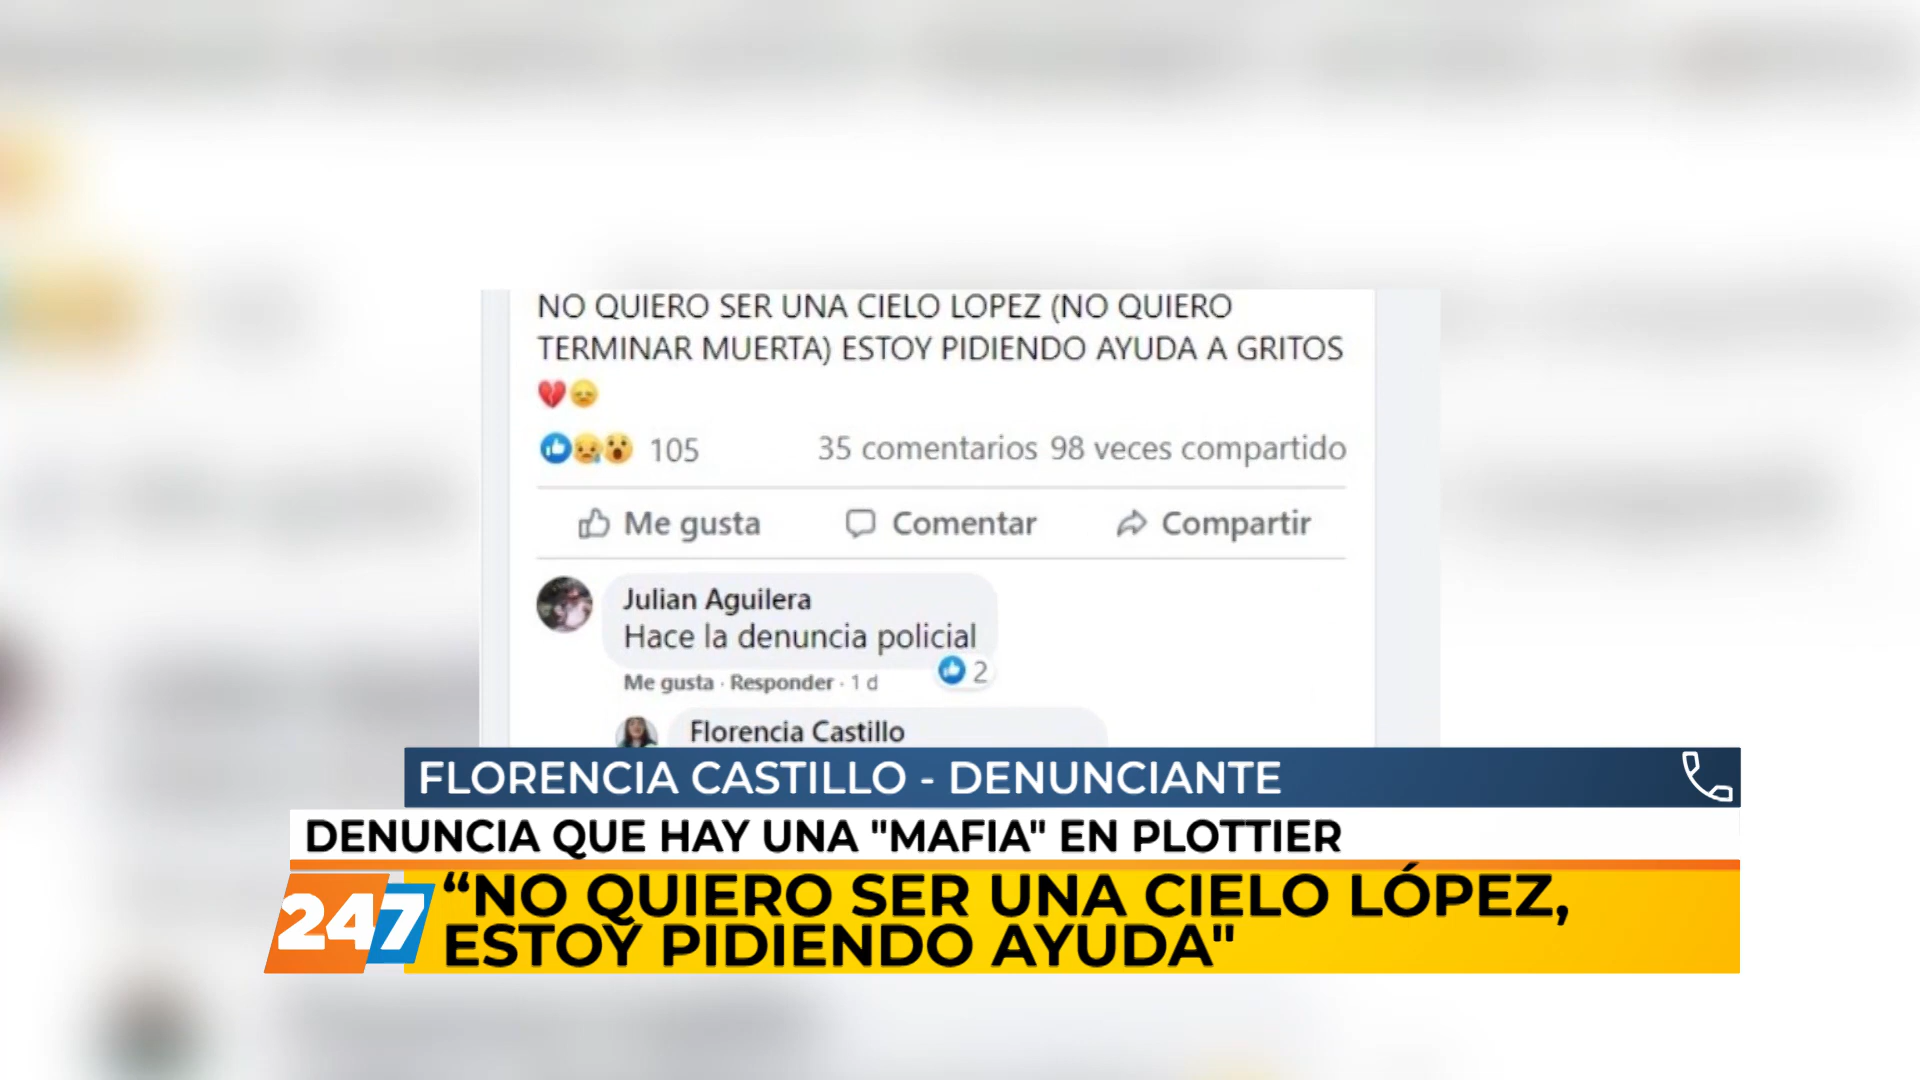 NO QUIERO SER UNA CIELO LOPEZ (NO QUIERO
TERMINAR MUERTA) ESTOY PIDIENDO AYUDA A GRITOS
105
35 comentarios 98 veces compartido
Me gusta
Comentar
Compartir
Julian Aguilera
Hace la denuncia policial
2
Me gusta · Responder · 1 d
Florencia Castillo
FLORENCIA CASTILLO - DENUNCIANTE
DENUNCIA QUE HAY UNA "MAFIA" EN PLOTTIER
247
“NO QUIERO SER UNA CIELO LÓPEZ,
ESTOY PIDIENDO AYUDA"